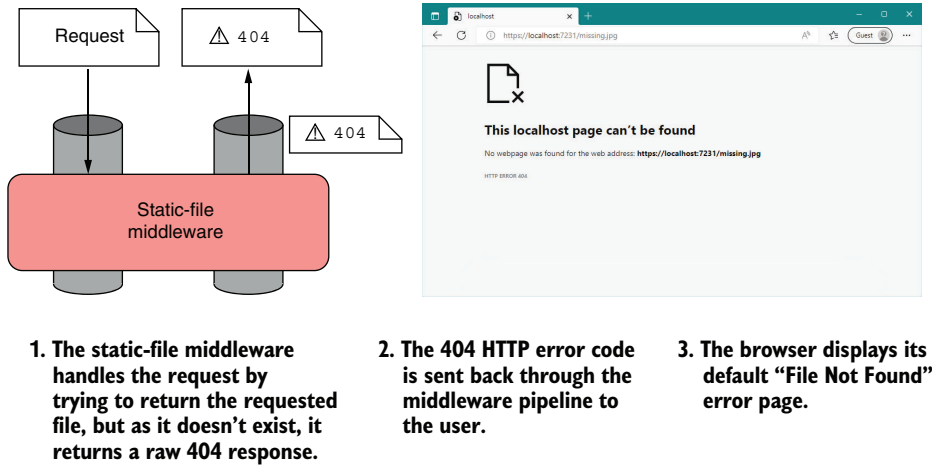 Request
⚠ 404
⚠ 404
Static-file
middleware
localhost
https://localhost:7231/missing.jpg
Guest
This localhost page can't be found
No webpage was found for the web address: https://localhost:7231/missing.jpg
HTTP ERROR 404
1. The static-file middleware
handles the request by
trying to return the requested
file, but as it doesn't exist, it
returns a raw 404 response.
2. The 404 HTTP error code
is sent back through the
middleware pipeline to
the user.
3. The browser displays its
default “File Not Found”
error page.